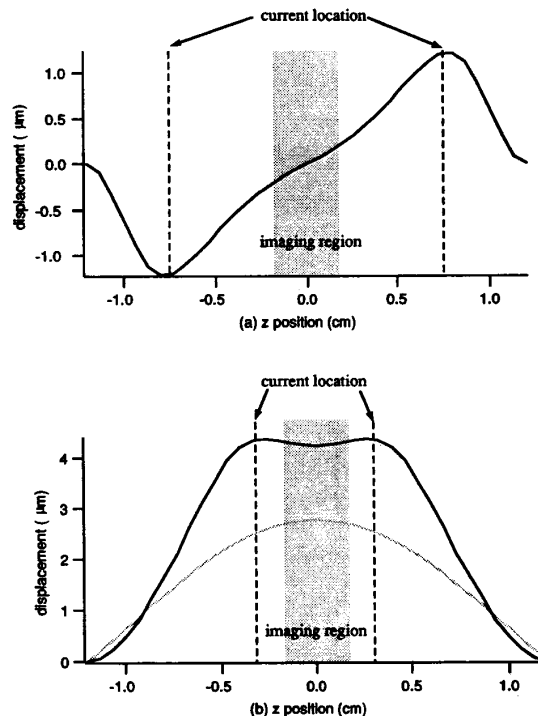 current location
1.0
0.5
0.0
-0.5
-1.0
displacement ( μm)
imaging region
-1.0 -0.5 0.0 0.5 1.0
(a) z position (cm)
current location
4
3
2
1
0
displacement ( μm)
imaging region
-1.0 -0.5 0.0 0.5 1.0
(b) z position (cm)